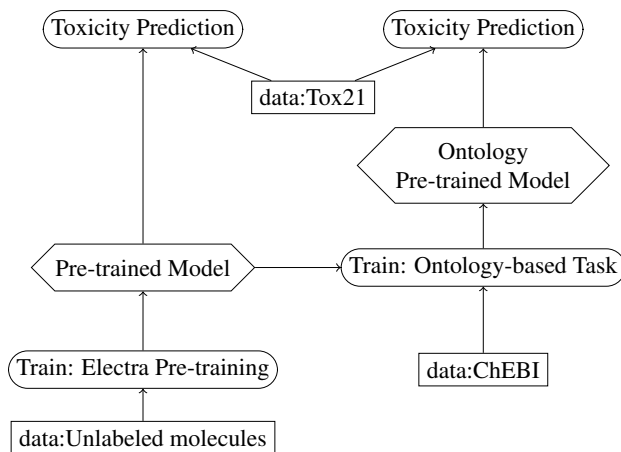 Toxicity Prediction
Toxicity Prediction
data:Tox21
Ontology
Pre-trained Model
Pre-trained Model
Train: Ontology-based Task
Train: Electra Pre-training
data:ChEBI
data:Unlabeled molecules